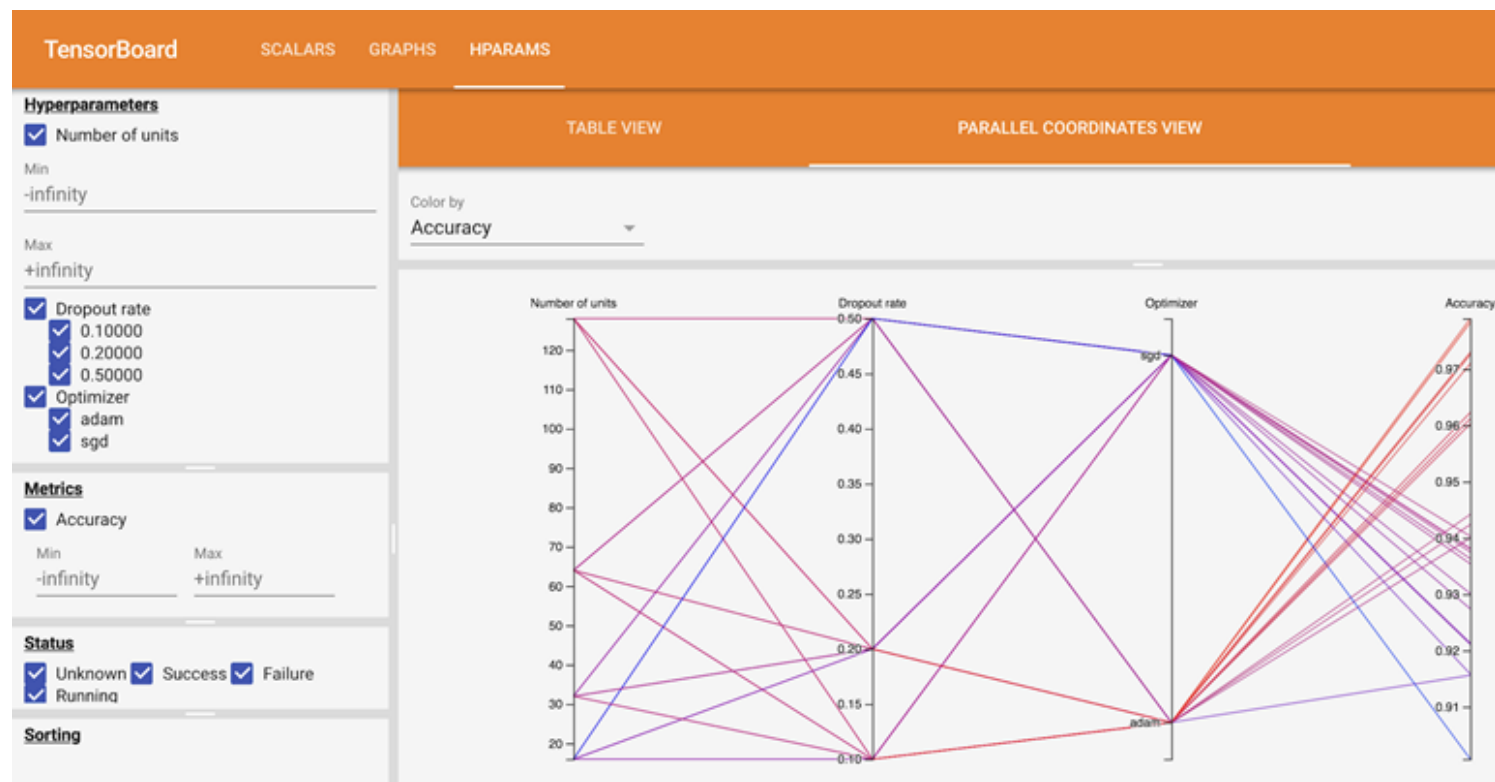 TensorBoard SCALARS GRAPHS HPARAMS
Hyperparameters
Number of units
Min
-infinity
Max
+infinity
Dropout rate
0.10000
0.20000
0.50000
Optimizer
adam
sgd
Metrics
Accuracy
Min Max
-infinity +infinity
Status
Unknown Success Failure
Running
Sorting
TABLE VIEW PARALLEL COORDINATES VIEW
Color by
Accuracy
Number of units Dropout rate Optimizer Accuracy
120
110
100
90
80
70
60
50
40
30
20
0.50
0.45
0.40
0.35
0.30
0.25
0.20
0.15
0.10
sgd
adam
0.97
0.96
0.95
0.94
0.93
0.92
0.91